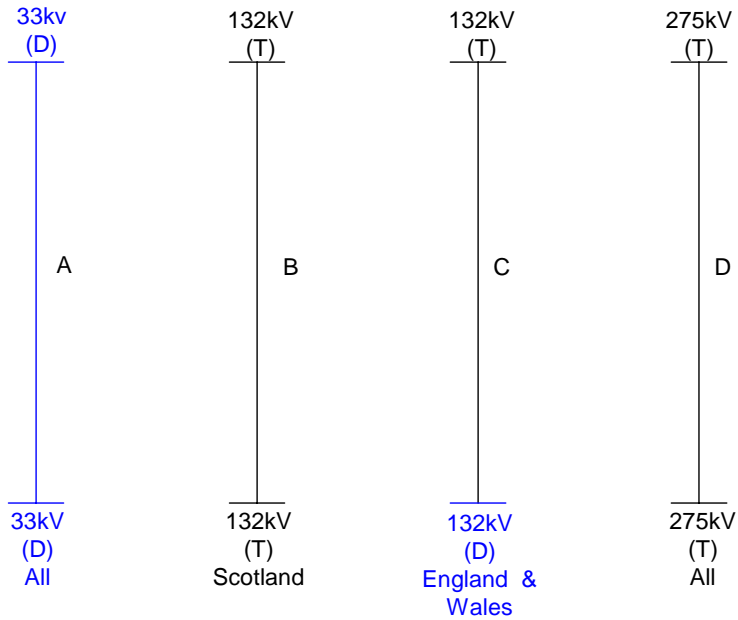 33kv
(D)
132kV
(T)
132kV
(T)
275kV
(T)
A
B
C
D
33kV
(D)
All
132kV
(T)
Scotland
132kV
(D)
England &
Wales
275kV
(T)
All